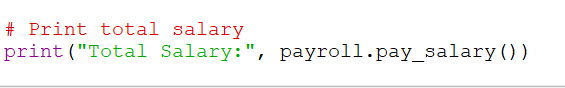 # Print total salary
print("Total Salary:", payroll.pay_salary())